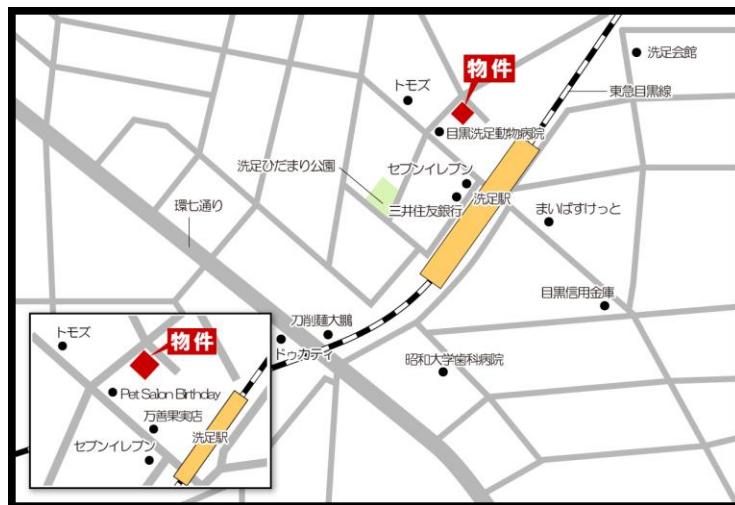 洗足会館
物件
トモズ
東急目黒線
目黒洗足動物病院
洗足ひだまり公園
セブンイレブン
三井住友銀行
洗足駅
環七通り
まいばすけっと
目黒信用金庫
刀削麺大鵬
ドゥカティ
昭和大学歯科病院
トモズ
物件
Pet Salon Birthday
万善果実店
洗足駅
セブンイレブン